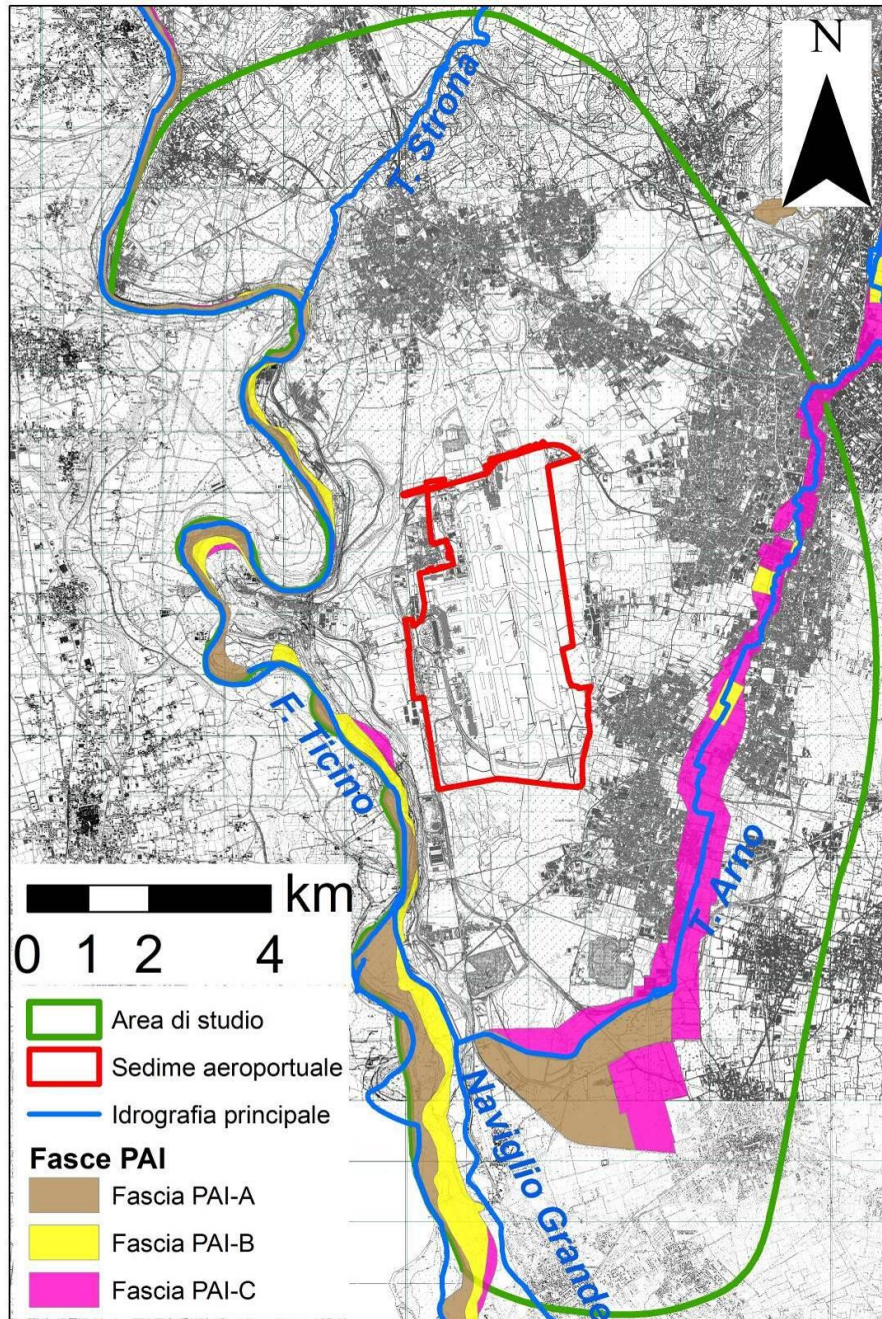 N
T. Strona
F. Ticino
T. Arno
Naviglio Grande
km
0 1 2 4
Area di studio
Sedime aeroportuale
Idrografia principale
Fasce PAI
Fascia PAI-A
Fascia PAI-B
Fascia PAI-C